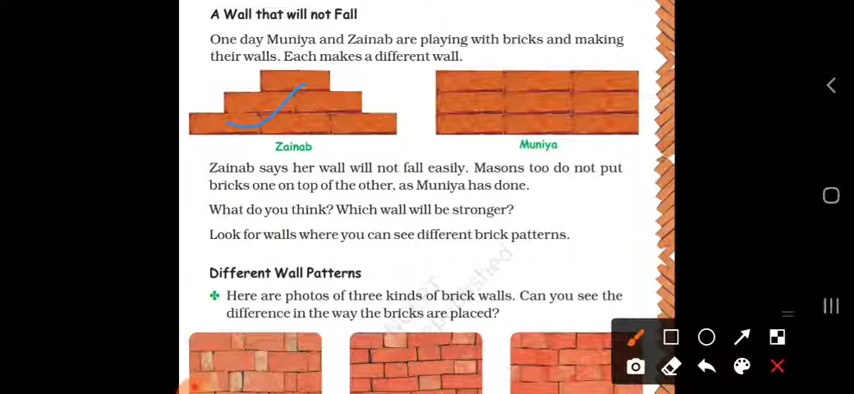 A Wall that will not Fall
One day Muniya and Zainab are playing with bricks and making
their walls. Each makes a different wall.
Zainab
Muniya
Zainab says her wall will not fall easily. Masons too do not put
bricks one on top of the other, as Muniya has done.
What do you think? Which wall will be stronger?
Look for walls where you can see different brick patterns.
Different Wall Patterns
Here are photos of three kinds of brick walls. Can you see the
difference in the way the bricks are placed?